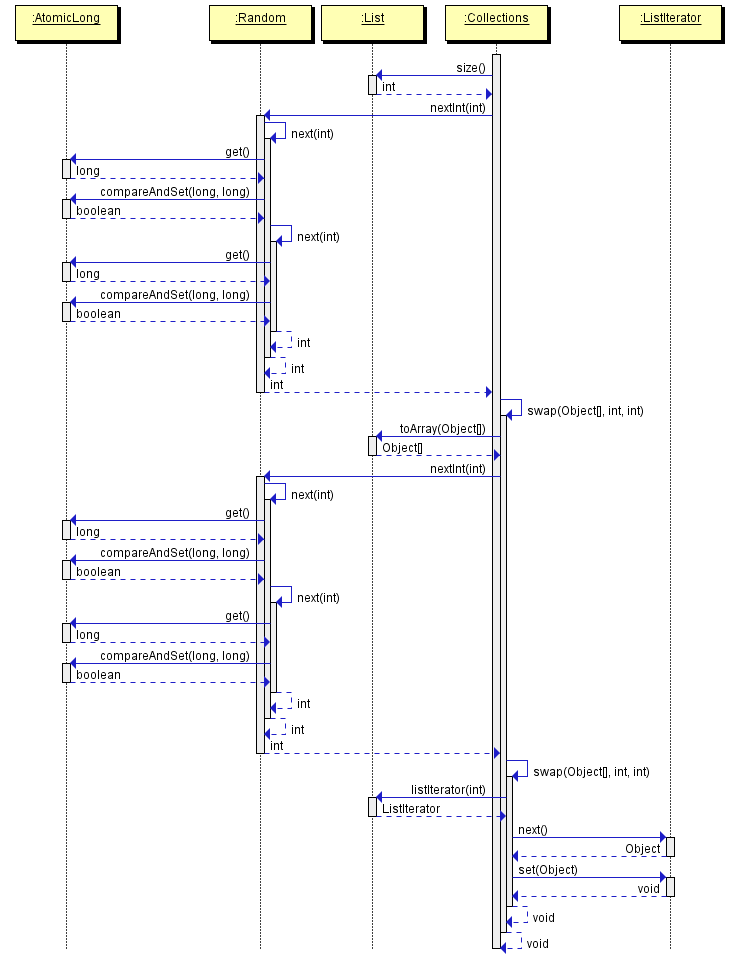 :AtomicLong
:Random
:List
:Collections
:ListIterator
size()
int
nextInt(int)
next(int)
get()
long
compareAndSet(long, long)
boolean
next(int)
get()
long
compareAndSet(long, long)
boolean
int
int
int
swap(Object[], int, int)
toArray(Object[])
Object[]
nextInt(int)
next(int)
get()
long
compareAndSet(long, long)
boolean
next(int)
get()
long
compareAndSet(long, long)
boolean
int
int
int
swap(Object[], int, int)
listIterator(int)
ListIterator
next()
Object
set(Object)
void
void
void